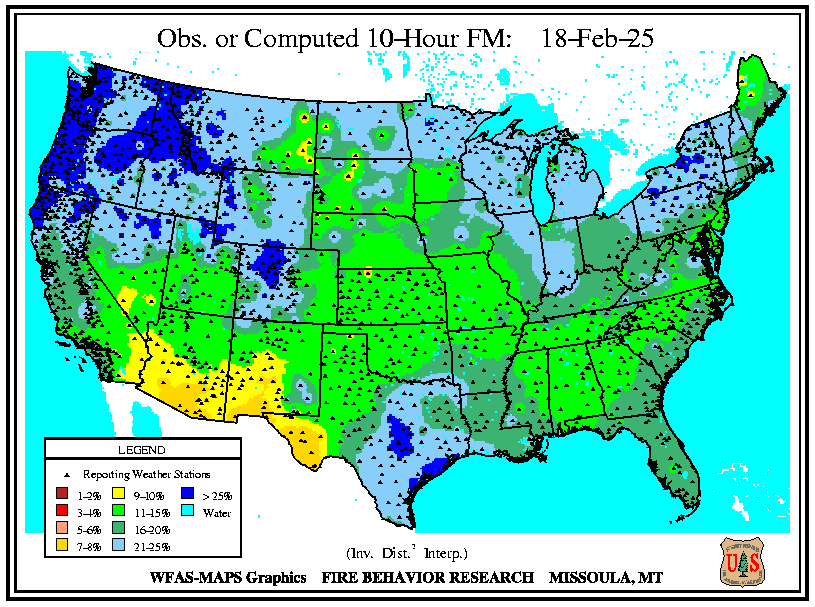 Obs. or Computed 10-Hour FM: 18-Feb-25
LEGEND
Reporting Weather Stations
1-2% 9-10% > 25%
3-4% 11-15% Water
5-6% 16-20%
7-8% 21-25%
(Inv. Dist.² Interp.)
WFAS-MAPS Graphics FIRE BEHAVIOR RESEARCH MISSOULA, MT
U S